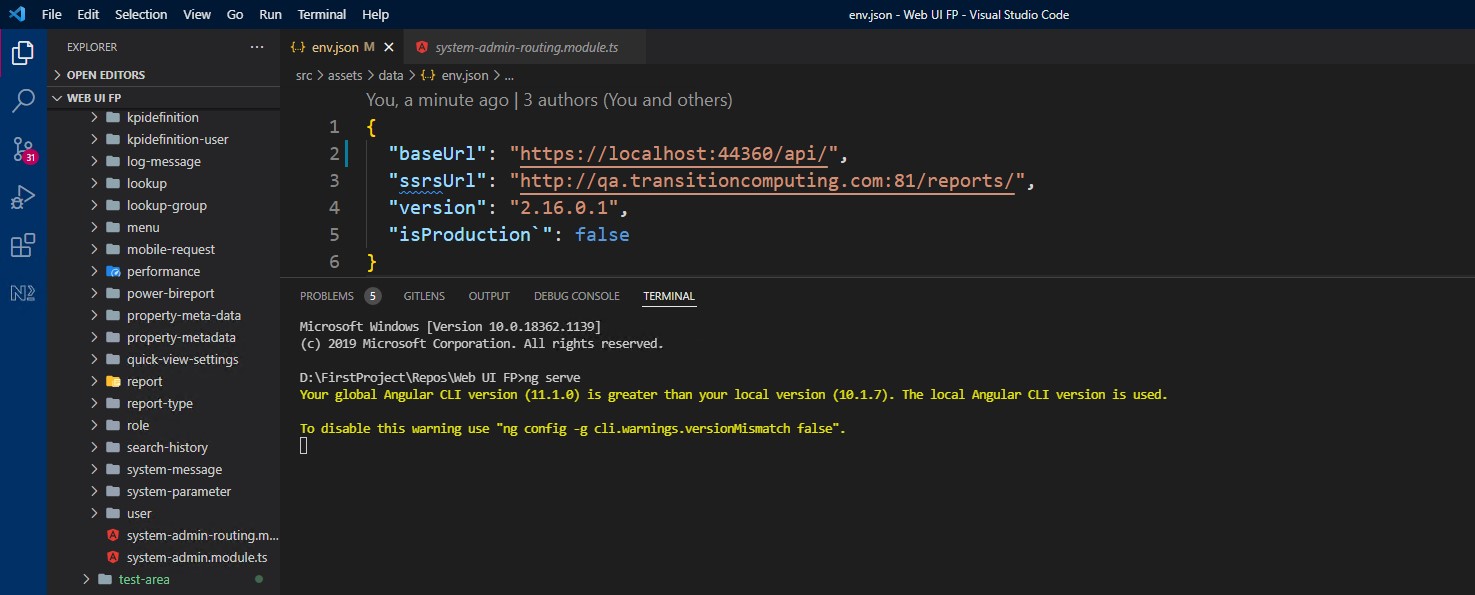 File Edit Selection View Go Run Terminal Help
env.json - Web UI FP - Visual Studio Code
EXPLORER ...
OPEN EDITORS
WEB UI FP
kpidefinition
kpidefinition-user
log-message
lookup
lookup-group
menu
mobile-request
performance
power-bireport
property-meta-data
property-metadata
quick-view-settings
report
report-type
role
search-history
system-message
system-parameter
user
system-admin-routing.m...
system-admin.module.ts
test-area
31
N2
{..} env.json M
system-admin-routing.module.ts
src > assets > data > {..} env.json > ...
You, a minute ago | 3 authors (You and others)
1 {
2 "baseUrl": "https://localhost:44360/api/",
3 "ssrsUrl": "http://qa.transitioncomputing.com:81/reports/",
4 "version": "2.16.0.1",
5 "isProduction`": false
6 }
PROBLEMS 5 GITLENS OUTPUT DEBUG CONSOLE TERMINAL
Microsoft Windows [Version 10.0.18362.1139]
(c) 2019 Microsoft Corporation. All rights reserved.
D:\FirstProject\Repos\Web UI FP>ng serve
Your global Angular CLI version (11.1.0) is greater than your local version (10.1.7). The local Angular CLI version is used.
To disable this warning use "ng config -g cli.warnings.versionMismatch false".